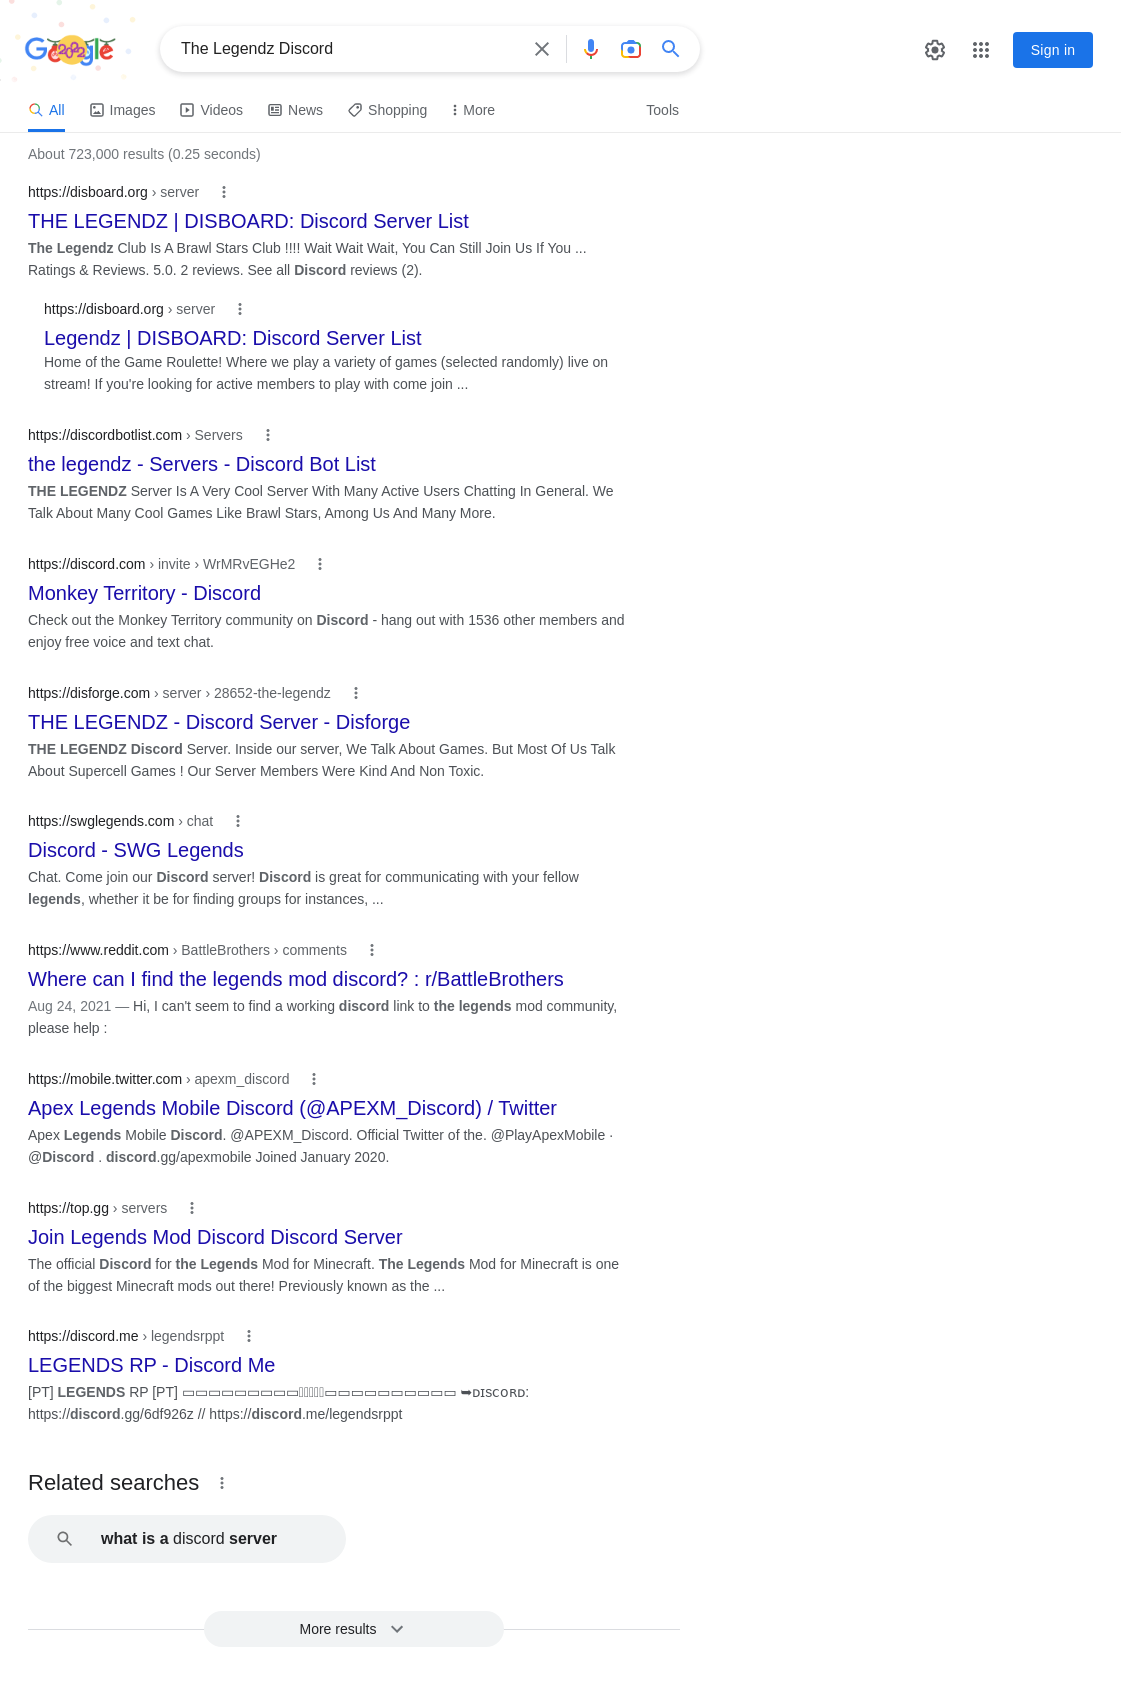 Google
The Legendz Discord
Sign in
All
Images
Videos
News
Shopping
More
Tools
About 723,000 results (0.25 seconds)
https://disboard.org › server
THE LEGENDZ | DISBOARD: Discord Server List
The Legendz Club Is A Brawl Stars Club !!!! Wait Wait Wait, You Can Still Join Us If You ...
Ratings & Reviews. 5.0. 2 reviews. See all Discord reviews (2).
https://disboard.org › server
Legendz | DISBOARD: Discord Server List
Home of the Game Roulette! Where we play a variety of games (selected randomly) live on
stream! If you're looking for active members to play with come join ...
https://discordbotlist.com › Servers
the legendz - Servers - Discord Bot List
THE LEGENDZ Server Is A Very Cool Server With Many Active Users Chatting In General. We
Talk About Many Cool Games Like Brawl Stars, Among Us And Many More.
https://discord.com › invite › WrMRvEGHe2
Monkey Territory - Discord
Check out the Monkey Territory community on Discord - hang out with 1536 other members and
enjoy free voice and text chat.
https://disforge.com › server › 28652-the-legendz
THE LEGENDZ - Discord Server - Disforge
THE LEGENDZ Discord Server. Inside our server, We Talk About Games. But Most Of Us Talk
About Supercell Games ! Our Server Members Were Kind And Non Toxic.
https://swglegends.com › chat
Discord - SWG Legends
Chat. Come join our Discord server! Discord is great for communicating with your fellow
legends, whether it be for finding groups for instances, ...
https://www.reddit.com › BattleBrothers › comments
Where can I find the legends mod discord? : r/BattleBrothers
Aug 24, 2021 — Hi, I can't seem to find a working discord link to the legends mod community,
please help :
https://mobile.twitter.com › apexm_discord
Apex Legends Mobile Discord (@APEXM_Discord) / Twitter
Apex Legends Mobile Discord. @APEXM_Discord. Official Twitter of the. @PlayApexMobile ·
@Discord . discord.gg/apexmobile Joined January 2020.
https://top.gg › servers
Join Legends Mod Discord Discord Server
The official Discord for the Legends Mod for Minecraft. The Legends Mod for Minecraft is one
of the biggest Minecraft mods out there! Previously known as the ...
https://discord.me › legendsrppt
LEGENDS RP - Discord Me
[PT] LEGENDS RP [PT] ▭▭▭▭▭▭▭▭▭▭▭▭▭▭▭▭▭▭▭ ➥ᴅɪsᴄᴏʀᴅ:
https://discord.gg/6df926z // https://discord.me/legendsrppt
Related searches
what is a discord server
More results